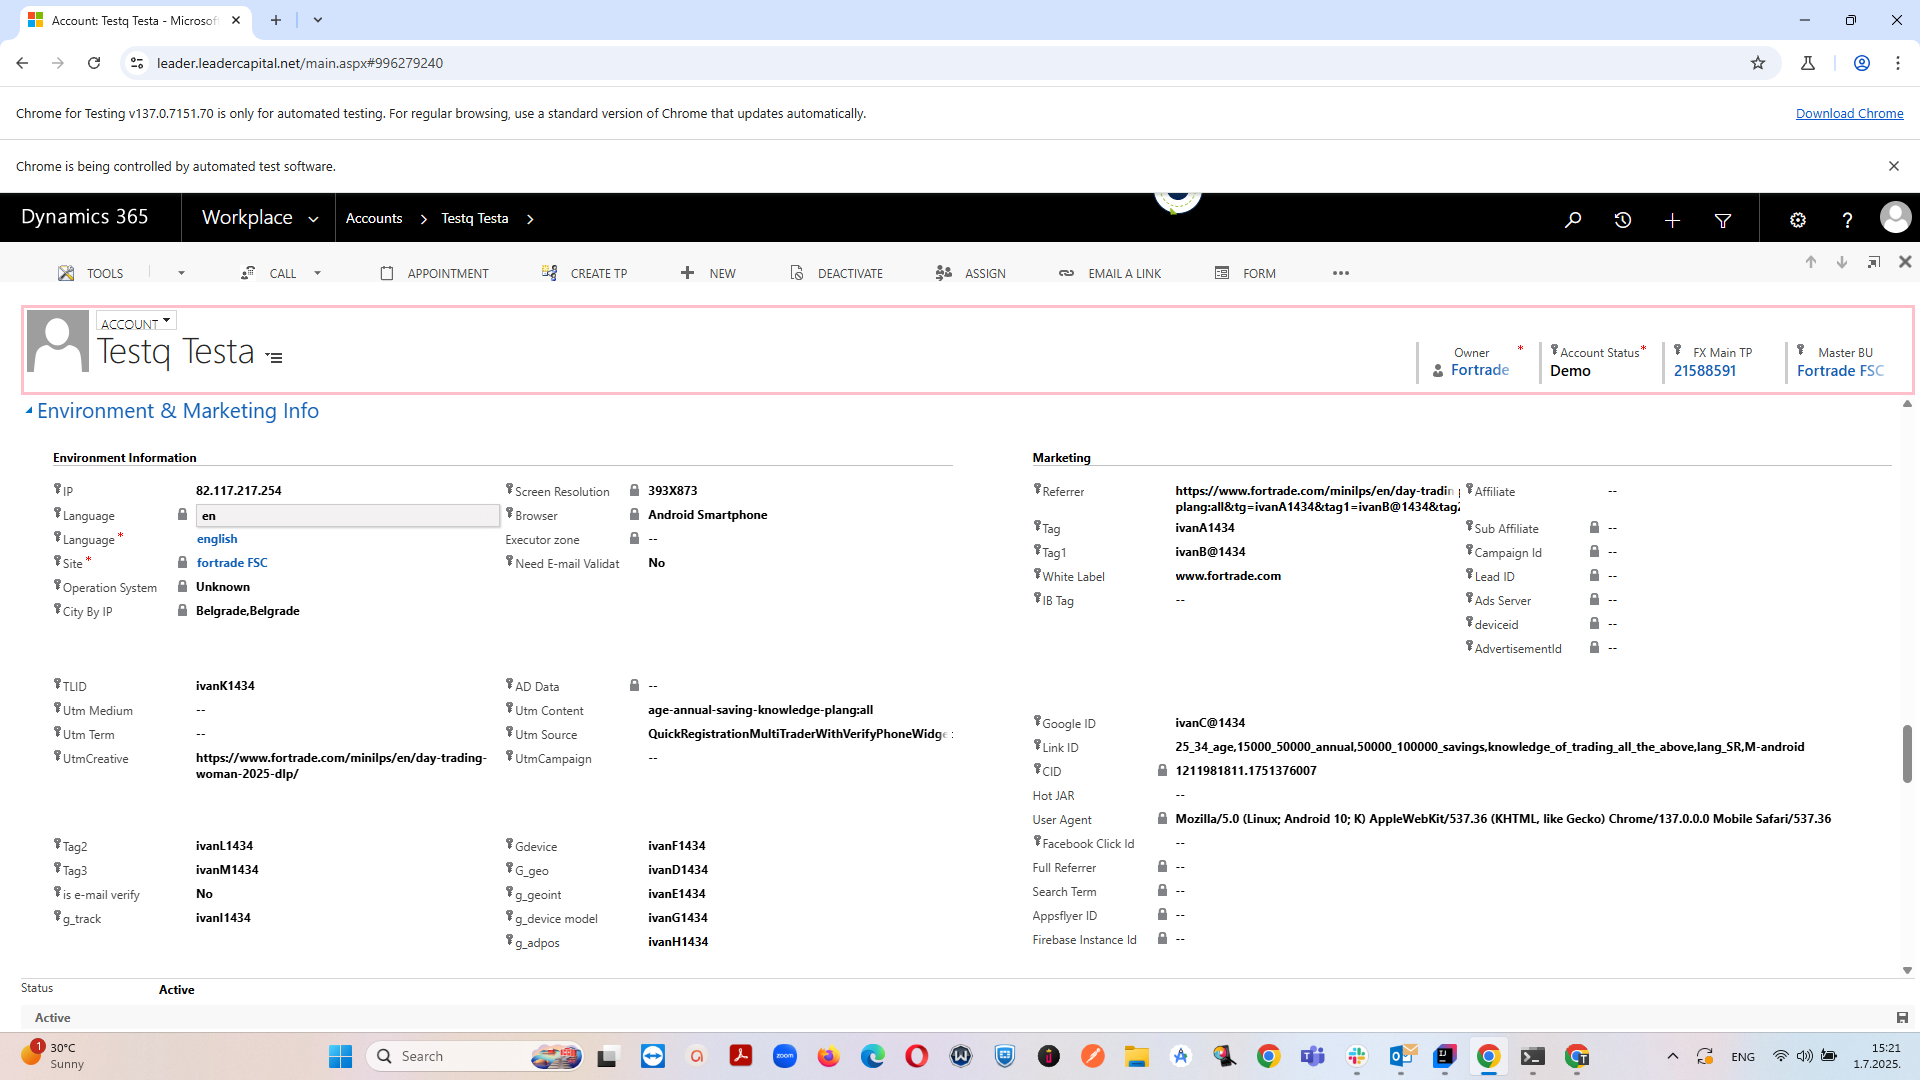 Account: Testq Testa - Microsof
leader.leadercapital.net/main.aspx#996279240
Chrome for Testing v137.0.7151.70 is only for automated testing. For regular browsing, use a standard version of Chrome that updates automatically.
Download Chrome
Chrome is being controlled by automated test software.
Dynamics 365
Workplace
Accounts
Testq Testa
TOOLS
CALL
APPOINTMENT
CREATE TP
NEW
DEACTIVATE
ASSIGN
EMAIL A LINK
FORM
ACCOUNT
Testq Testa
Owner *
Fortrade
Account Status *
Demo
FX Main TP
21588591
Master BU
Fortrade FSC
Environment & Marketing Info
Environment Information
IP 82.117.217.254
Language en
Language * english
Site * fortrade FSC
Operation System Unknown
City By IP Belgrade,Belgrade
Screen Resolution 393X873
Browser Android Smartphone
Executor zone --
Need E-mail Validat No
TLID ivanK1434
Utm Medium --
Utm Term --
UtmCreative https://www.fortrade.com/minilps/en/day-trading-
woman-2025-dlp/
AD Data --
Utm Content age-annual-saving-knowledge-plang:all
Utm Source QuickRegistrationMultiTraderWithVerifyPhoneWidge
UtmCampaign --
Tag2 ivanL1434
Tag3 ivanM1434
is e-mail verify No
g_track ivanI1434
Gdevice ivanF1434
G_geo ivanD1434
g_geoint ivanE1434
g_device model ivanG1434
g_adpos ivanH1434
Marketing
Referrer https://www.fortrade.com/minilps/en/day-tradin
plang:all&tg=ivanA1434&tag1=ivanB@1434&tag2
Tag ivanA1434
Tag1 ivanB@1434
White Label www.fortrade.com
IB Tag --
Affiliate --
Sub Affiliate --
Campaign Id --
Lead ID --
Ads Server --
deviceid --
AdvertisementId --
Google ID ivanC@1434
Link ID 25_34_age,15000_50000_annual,50000_100000_savings,knowledge_of_trading_all_the_above,lang_SR,M-android
CID 1211981811.1751376007
Hot JAR --
User Agent Mozilla/5.0 (Linux; Android 10; K) AppleWebKit/537.36 (KHTML, like Gecko) Chrome/137.0.0.0 Mobile Safari/537.36
Facebook Click Id --
Full Referrer --
Search Term --
Appsflyer ID --
Firebase Instance Id --
Status Active
Active
1
30°C
Sunny
Search
zoom
ENG
15:21
1.7.2025.